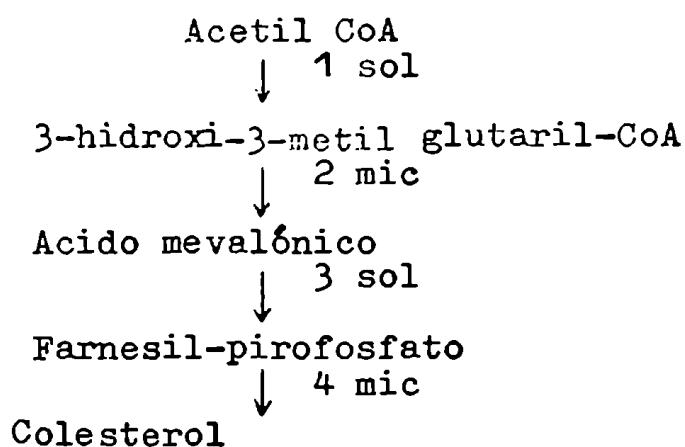 Acetil CoA
1 sol
3-hidroxi-3-metil glutaril-CoA
2 mic
Acido mevalónico
3 sol
Farnesil-pirofosfato
4 mic
Colesterol